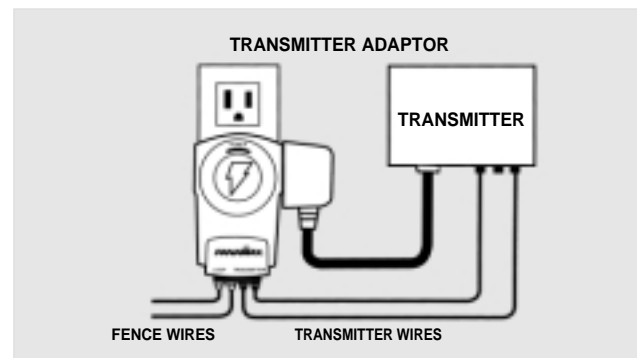 TRANSMITTER ADAPTOR
TRANSMITTER
FENCE WIRES
TRANSMITTER WIRES